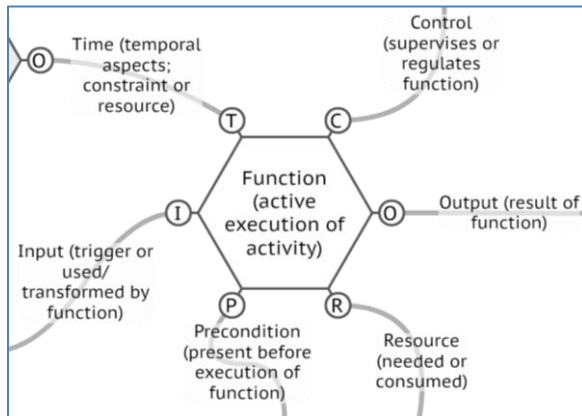 Time (temporal
aspects;
constraint or
resource)
Control
(supervises or
regulates
function)
O
T
C
Function
(active
execution of
activity)
I
O
Output (result of
function)
Input (trigger or
used/
transformed by
function)
P
R
Precondition
(present before
execution of
function)
Resource
(needed or
consumed)